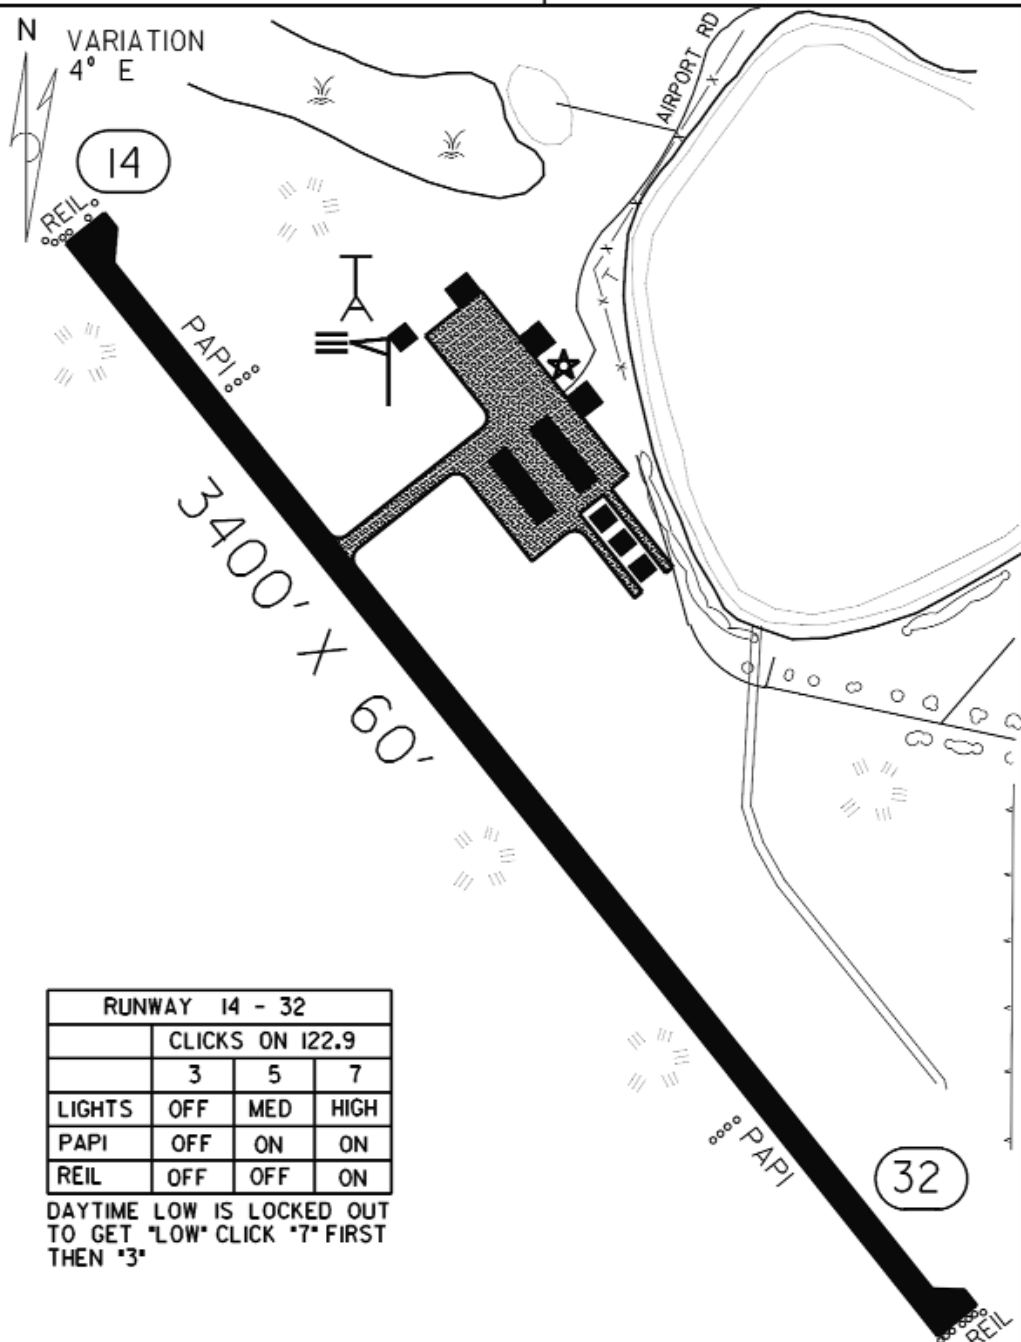 N
VARIATION
4° E
AIRPORT RD
14
REIL
PAPI
3400' X 60'
x
x
T
x
x
RUNWAY 14 - 32
CLICKS ON 122.9
3 5 7
LIGHTS OFF MED HIGH
PAPI OFF ON ON
REIL OFF OFF ON
DAYTIME LOW IS LOCKED OUT
TO GET "LOW" CLICK "7" FIRST
THEN "3"
PAPI
32
REIL